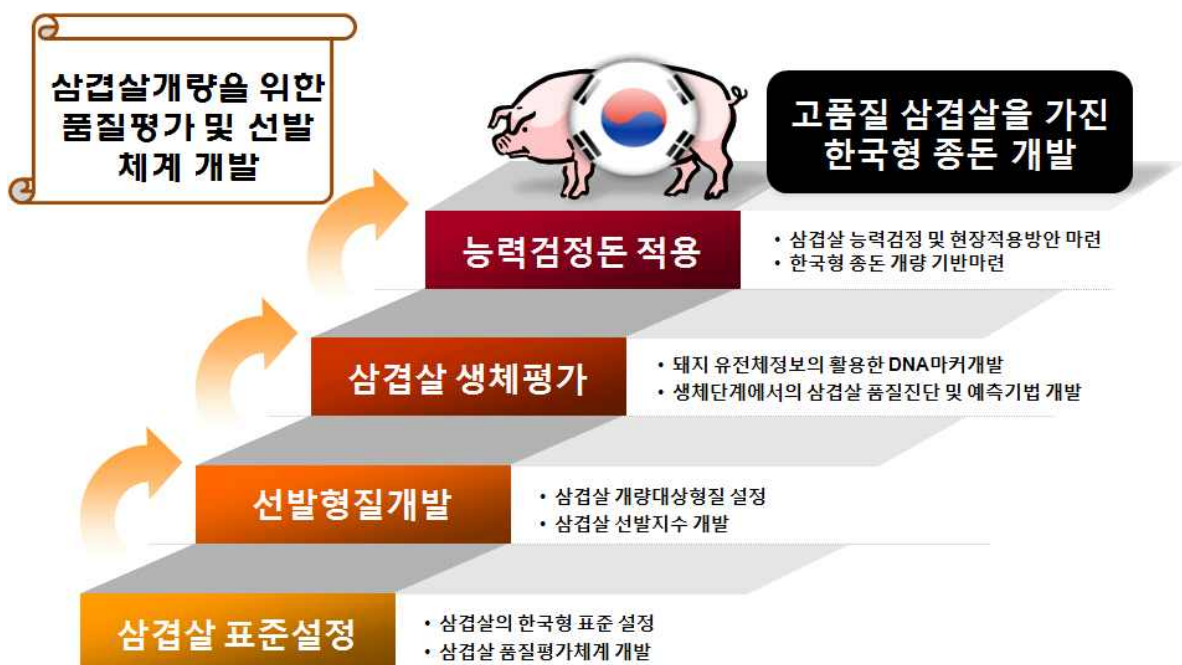 삼겹살개량을 위한
품질평가 및 선발
체계 개발
고품질 삼겹살을 가진
한국형 종돈 개발
능력검정돈 적용
• 삼겹살 능력검정 및 현장적용방안 마련
• 한국형 종돈 개량 기반마련
삼겹살 생체평가
• 돼지 유전체정보의 활용한 DNA마커개발
• 생체단계에서의 삼겹살 품질진단 및 예측기법 개발
선발형질개발
• 삼겹살 개량대상형질 설정
• 삼겹살 선발지수 개발
삼겹살 표준설정
• 삼겹살의 한국형 표준 설정
• 삼겹살 품질평가체계 개발